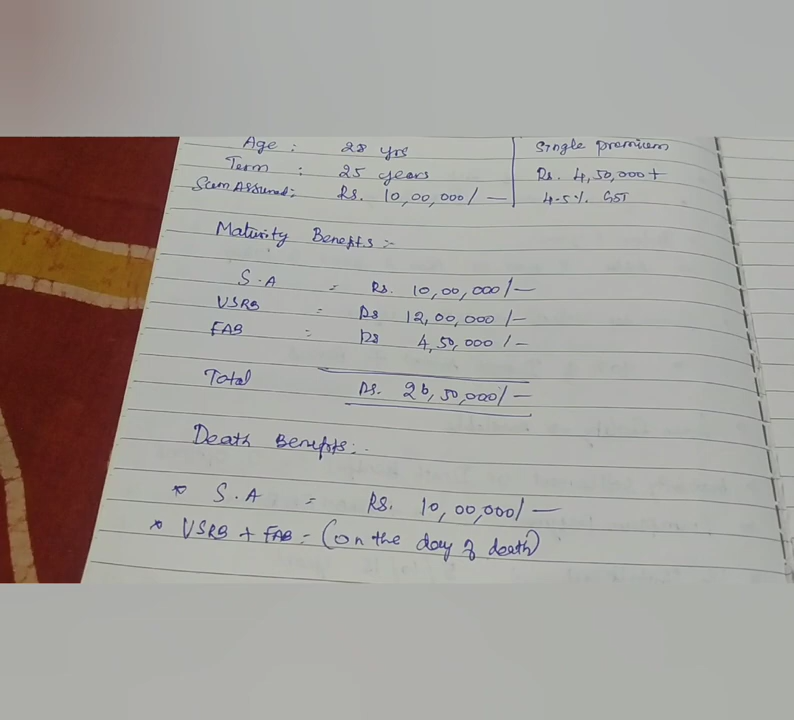 Age : 28 yrs
Term : 25 years
Sum Assured: Rs. 10,00,000/-
Single premium
Rs. 4,50,000+
4.5% GST
Maturity Benefits :-
S.A = Rs. 10,00,000/-
VSRB = Rs 12,00,000/-
FAB = Rs 4,50,000/-
Total Rs. 26,50,000/-
Death Benefits:-
* S.A = Rs. 10,00,000/-
* VSRB + FAB = (on the day of death)